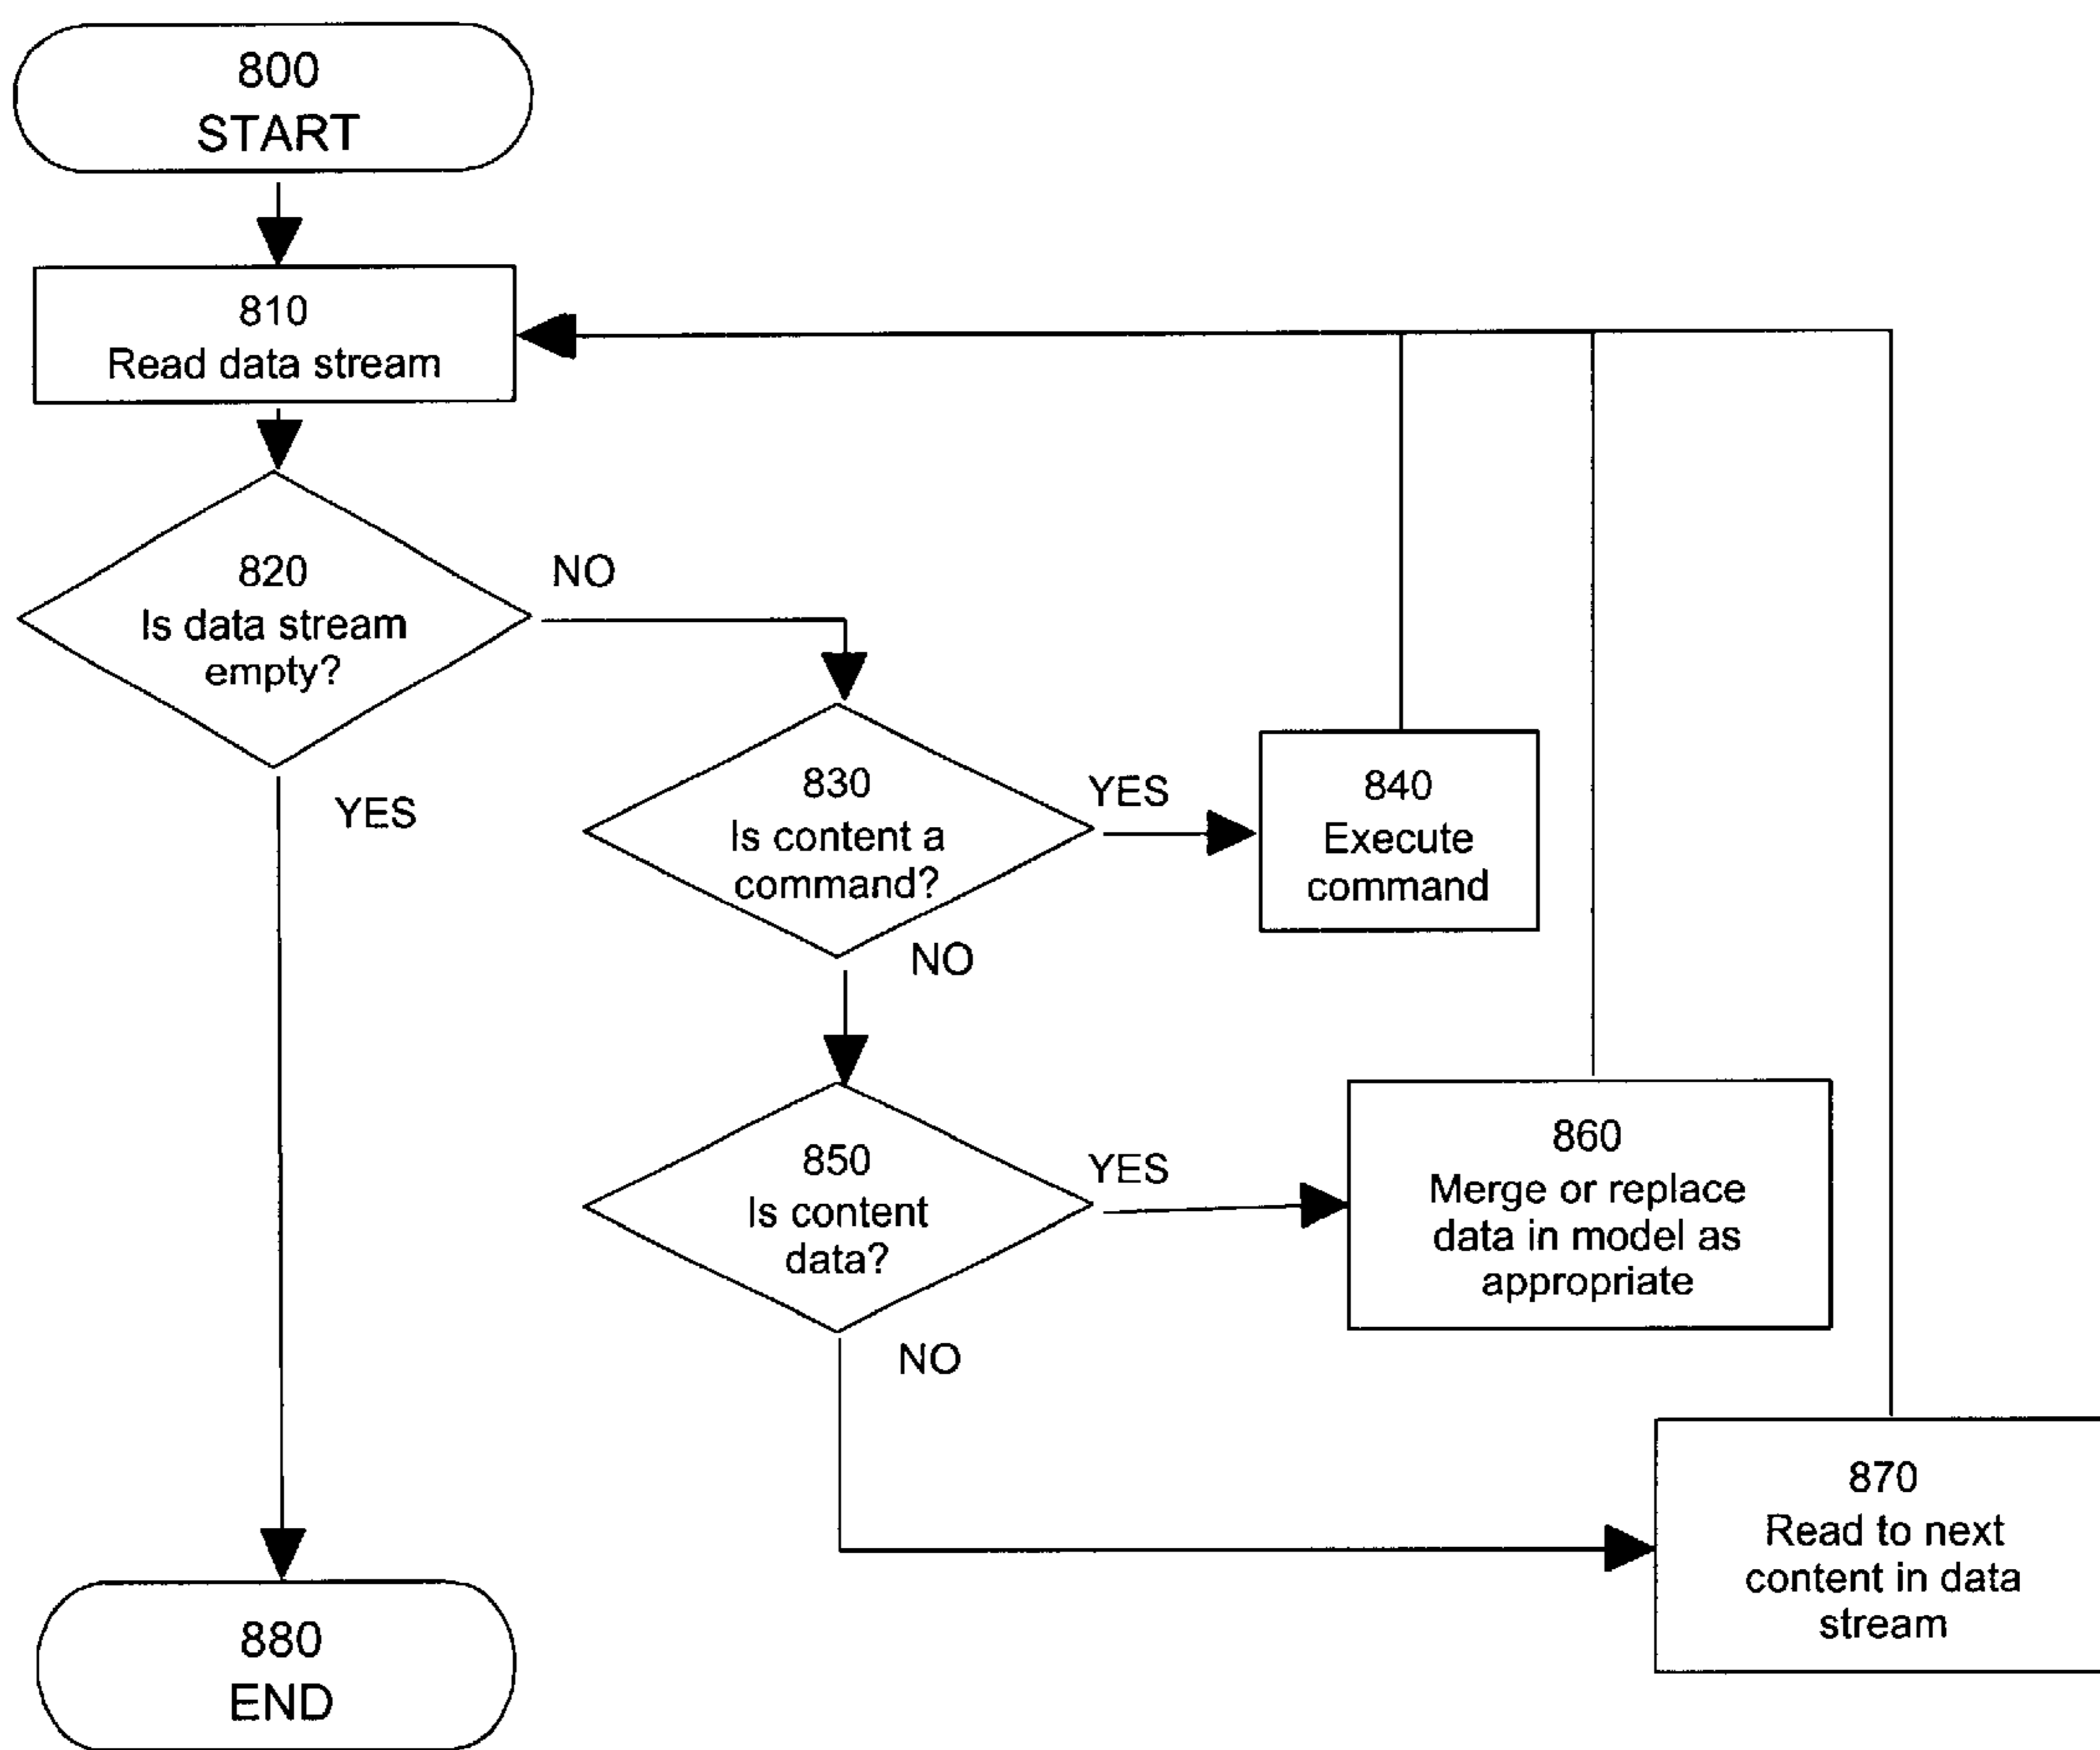 800
START
810
Read data stream
820
Is data stream
empty?
NO
YES
830
Is content a
command?
YES
NO
840
Execute
command
850
Is content
data?
YES
NO
860
Merge or replace
data in model as
appropriate
870
Read to next
content in data
stream
880
END